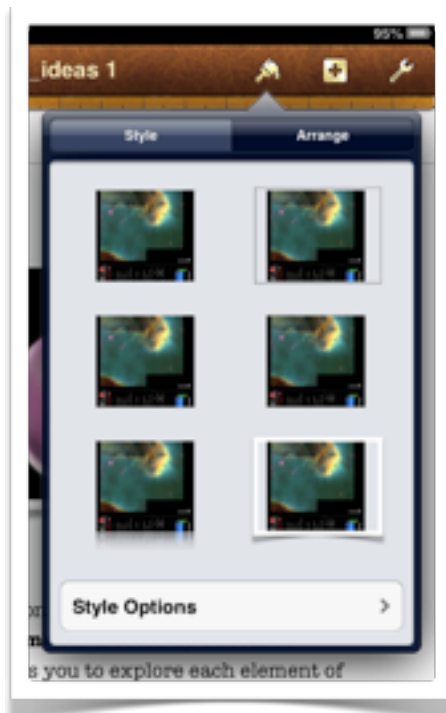 95%
_ideas 1
Style
Arrange
Style Options
s you to explore each element of